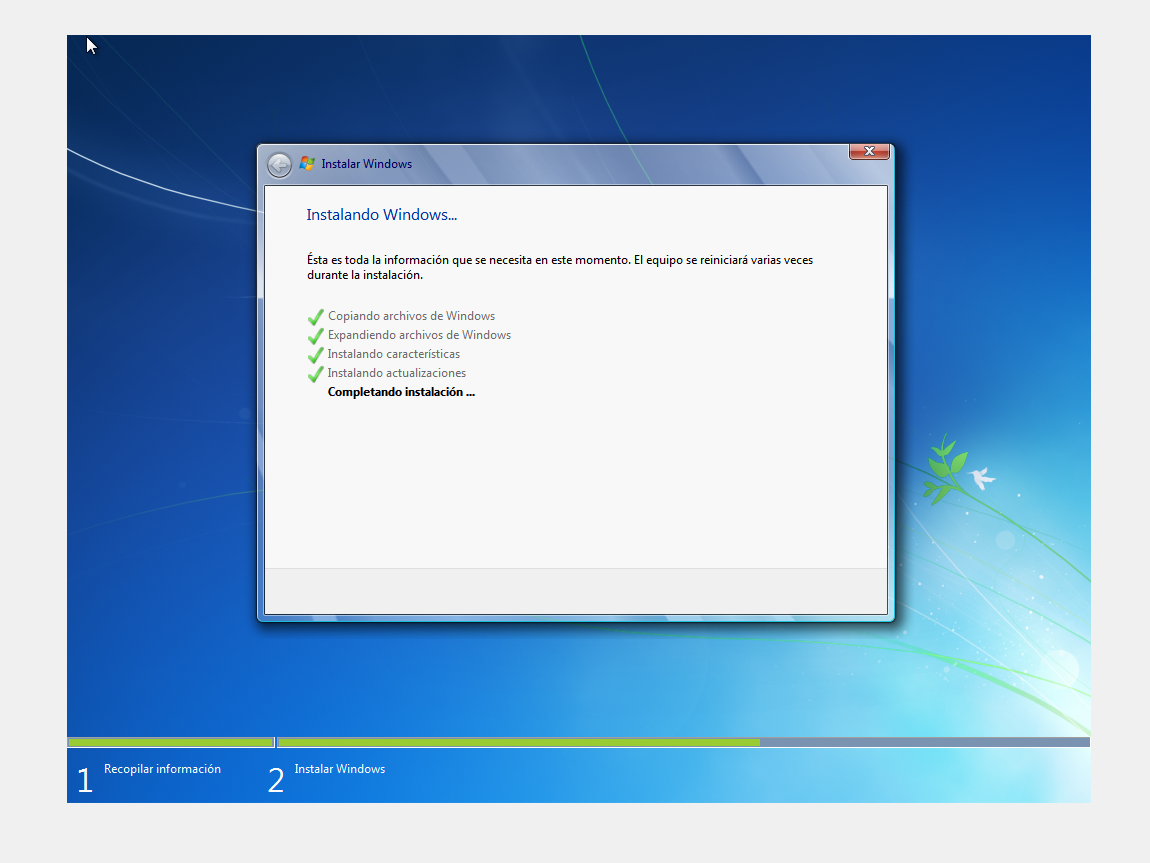 Instalar Windows
Instalando Windows...
Ésta es toda la información que se necesita en este momento. El equipo se reiniciará varias veces
durante la instalación.
Copiando archivos de Windows
Expandiendo archivos de Windows
Instalando características
Instalando actualizaciones
Completando instalación ...
1 Recopilar información
2 Instalar Windows